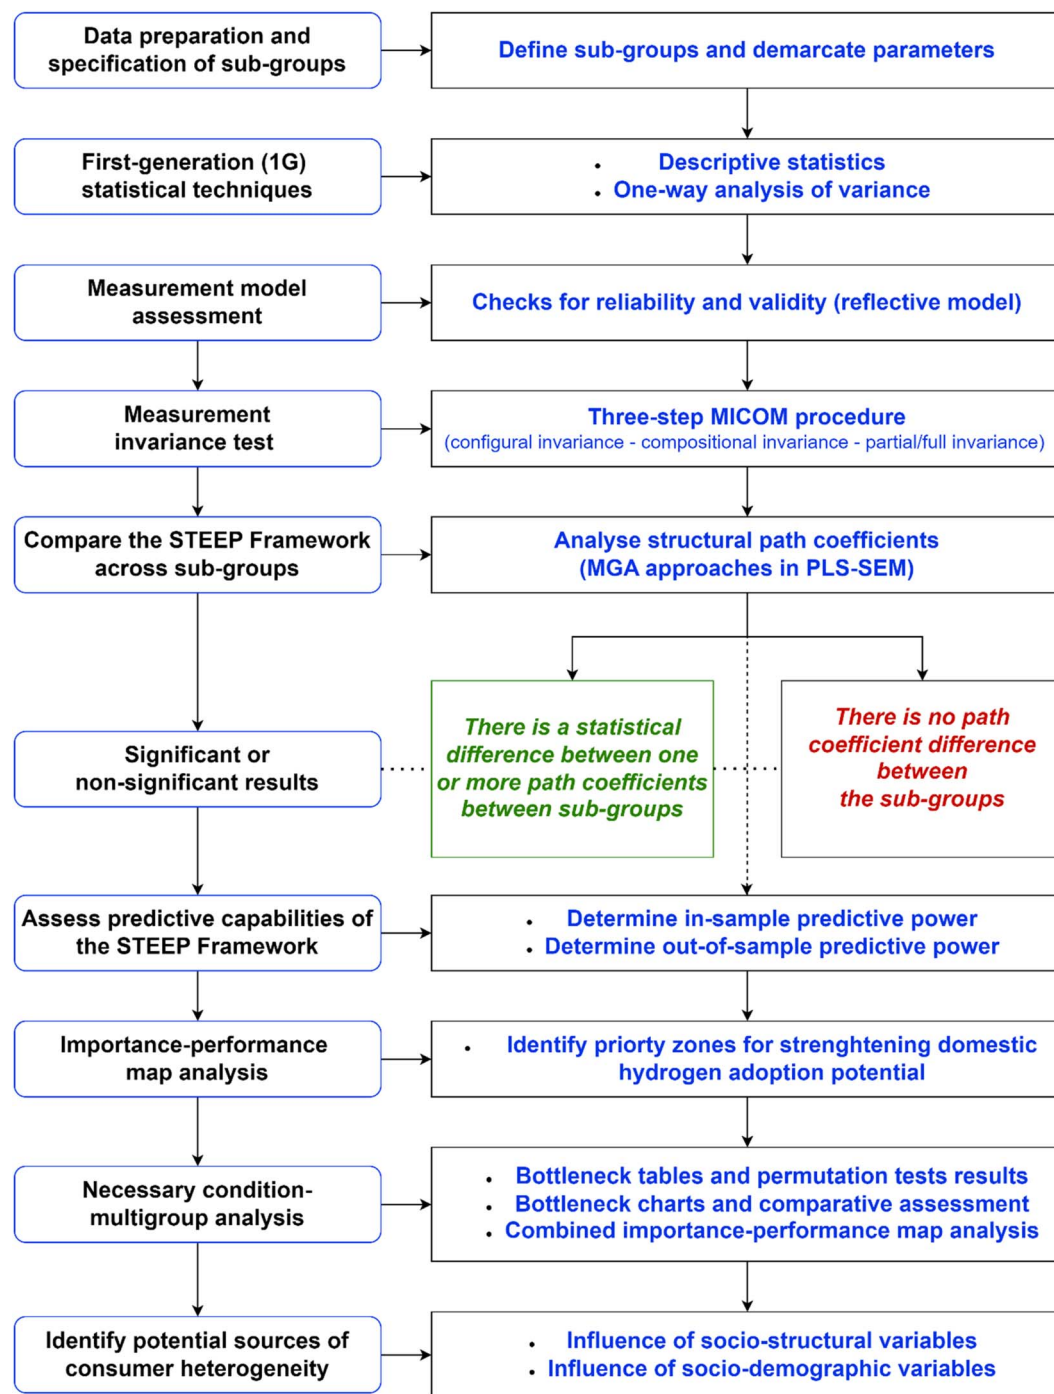 Data preparation and
specification of sub-groups
Define sub-groups and demarcate parameters
First-generation (1G)
statistical techniques
• Descriptive statistics
• One-way analysis of variance
Measurement model
assessment
Checks for reliability and validity (reflective model)
Measurement
invariance test
Three-step MICOM procedure
(configural invariance - compositional invariance - partial/full invariance)
Compare the STEEP Framework
across sub-groups
Analyse structural path coefficients
(MGA approaches in PLS-SEM)
Significant or
non-significant results
There is a statistical
difference between one
or more path coefficients
between sub-groups
There is no path
coefficient difference
between
the sub-groups
Assess predictive capabilities of
the STEEP Framework
• Determine in-sample predictive power
• Determine out-of-sample predictive power
Importance-performance
map analysis
• Identify priorty zones for strenghtening domestic
hydrogen adoption potential
Necessary condition-
multigroup analysis
• Bottleneck tables and permutation tests results
• Bottleneck charts and comparative assessment
• Combined importance-performance map analysis
Identify potential sources of
consumer heterogeneity
• Influence of socio-structural variables
• Influence of socio-demographic variables